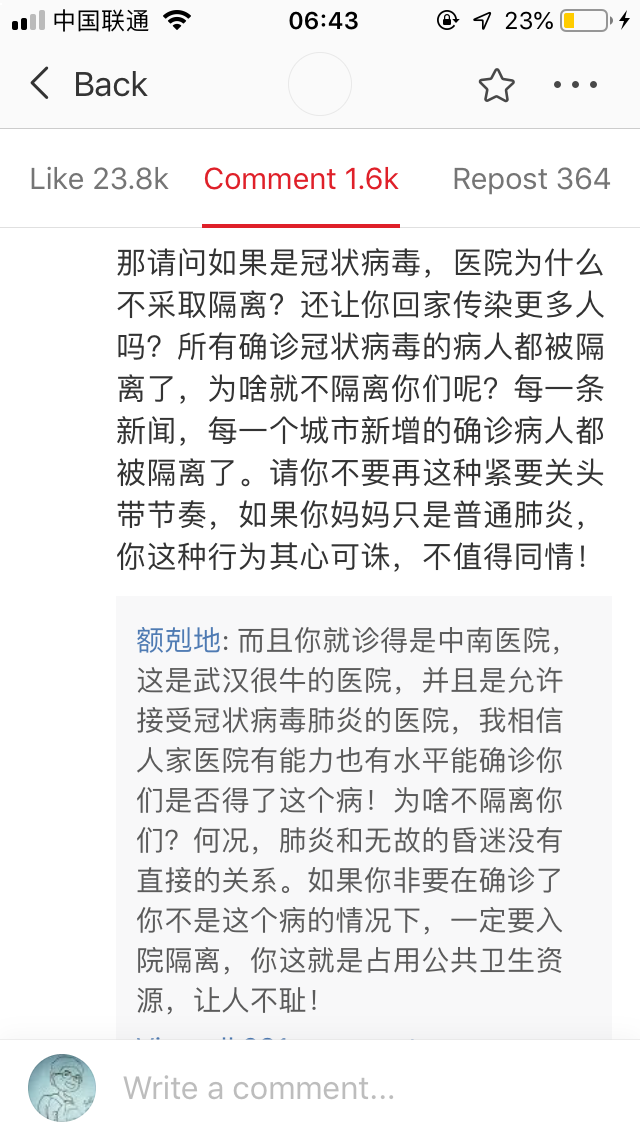 中国联通
06:43
23%
Back
Like 23.8k
Comment 1.6k
Repost 364
那请问如果是冠状病毒，医院为什么
不采取隔离？还让你回家传染更多人
吗？所有确诊冠状病毒的病人都被隔
离了，为啥就不隔离你们呢？每一条
新闻，每一个城市新增的确诊病人都
被隔离了。请你不要再这种紧要关头
带节奏，如果你妈妈只是普通肺炎，
你这种行为其心可诛，不值得同情！
额剋地: 而且你就诊得是中南医院，
这是武汉很牛的医院，并且是允许
接受冠状病毒肺炎的医院，我相信
人家医院有能力也有水平能确诊你
们是否得了这个病！为啥不隔离你
们？何况，肺炎和无故的昏迷没有
直接的关系。如果你非要在确诊了
你不是这个病的情况下，一定要入
院隔离，你这就是占用公共卫生资
源，让人不耻！
Write a comment...